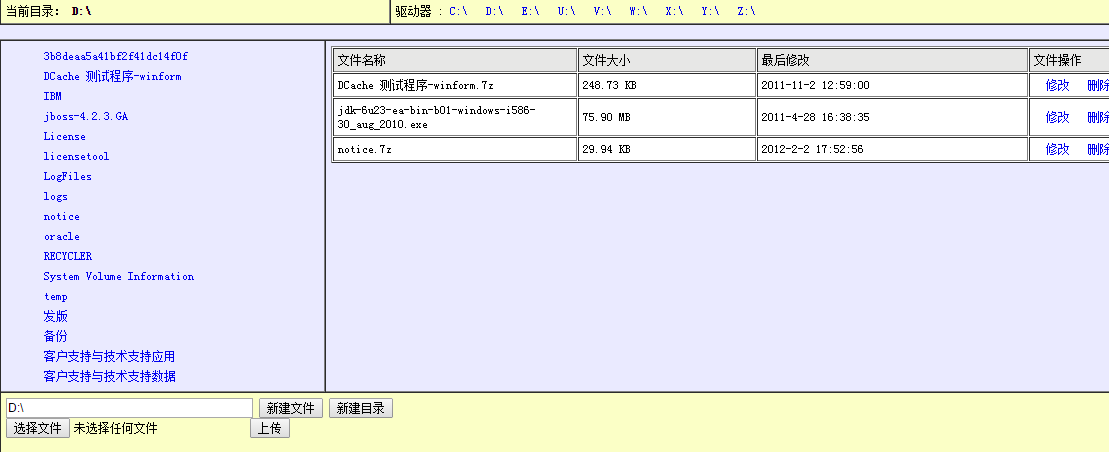 当前目录: D:\ 驱动器 : C:\ D:\ E:\ U:\ V:\ W:\ X:\ Y:\ Z:\
3b8deaa5a41bf2f41dc14f0f
DCache 测试程序-winform
IBM
jboss-4.2.3.GA
License
licensetool
LogFiles
logs
notice
oracle
RECYCLER
System Volume Information
temp
发版
备份
客户支持与技术支持应用
客户支持与技术支持数据
文件名称 文件大小 最后修改 文件操作
DCache 测试程序-winform.7z 248.73 KB 2011-11-2 12:59:00 修改 删除
jdk-6u23-ea-bin-b01-windows-i586-
30_aug_2010.exe 75.90 MB 2011-4-28 16:38:35 修改 删除
notice.7z 29.94 KB 2012-2-2 17:52:56 修改 删除
D:\ 新建文件 新建目录
选择文件 未选择任何文件 上传